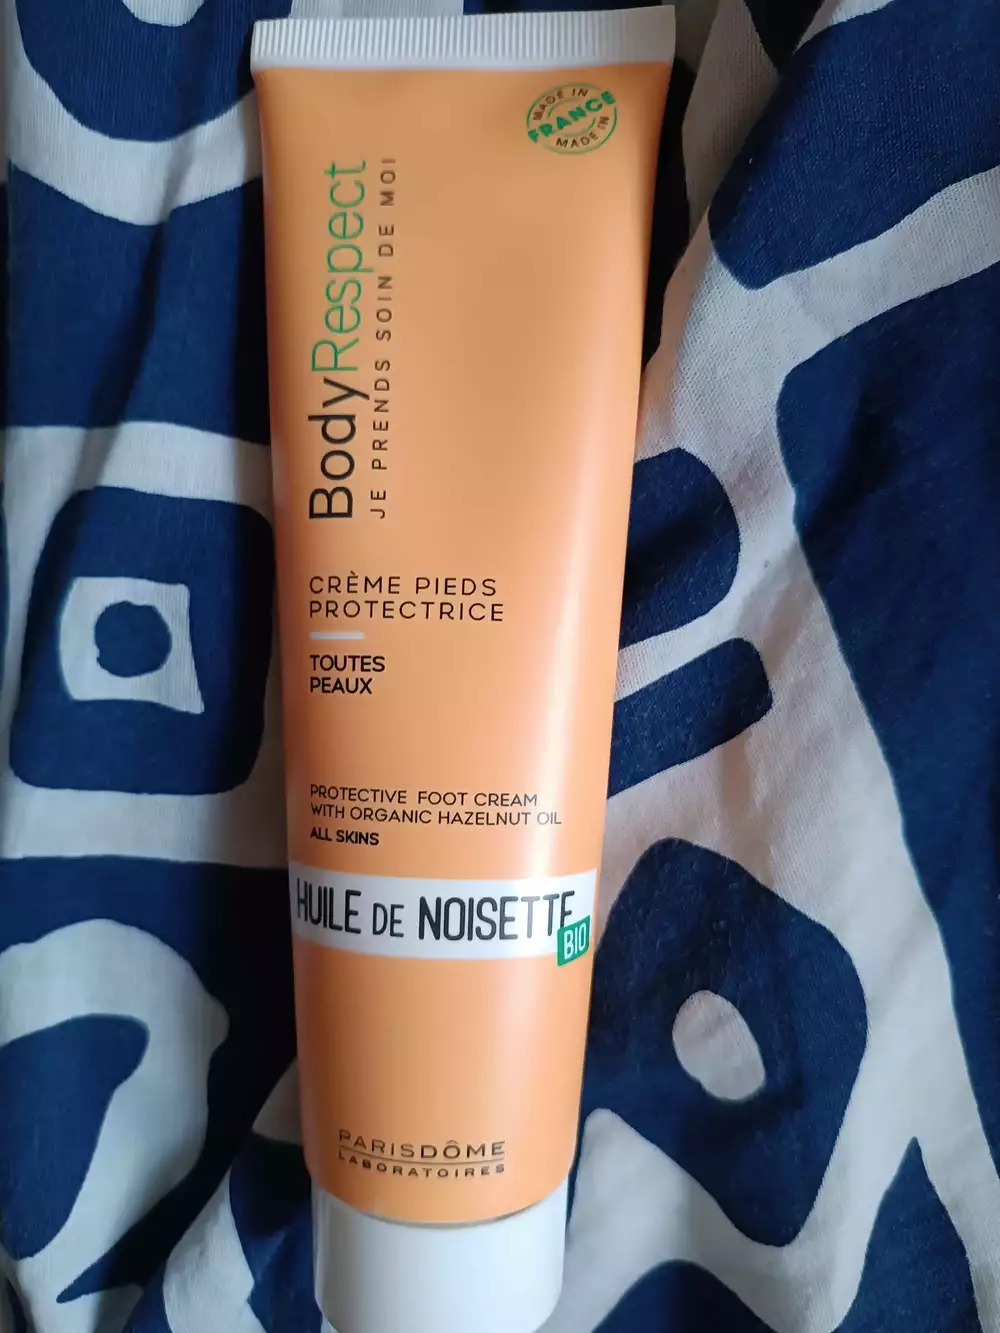 MADE IN
FRANCE
MADE IN
BodyRespect
JE PRENDS SOIN DE MOI
CRÈME PIEDS
PROTECTRICE
TOUTES
PEAUX
PROTECTIVE FOOT CREAM
WITH ORGANIC HAZELNUT OIL
ALL SKINS
HUILE DE NOISETTE
BIO
PARISDÔME
LABORATOIRES